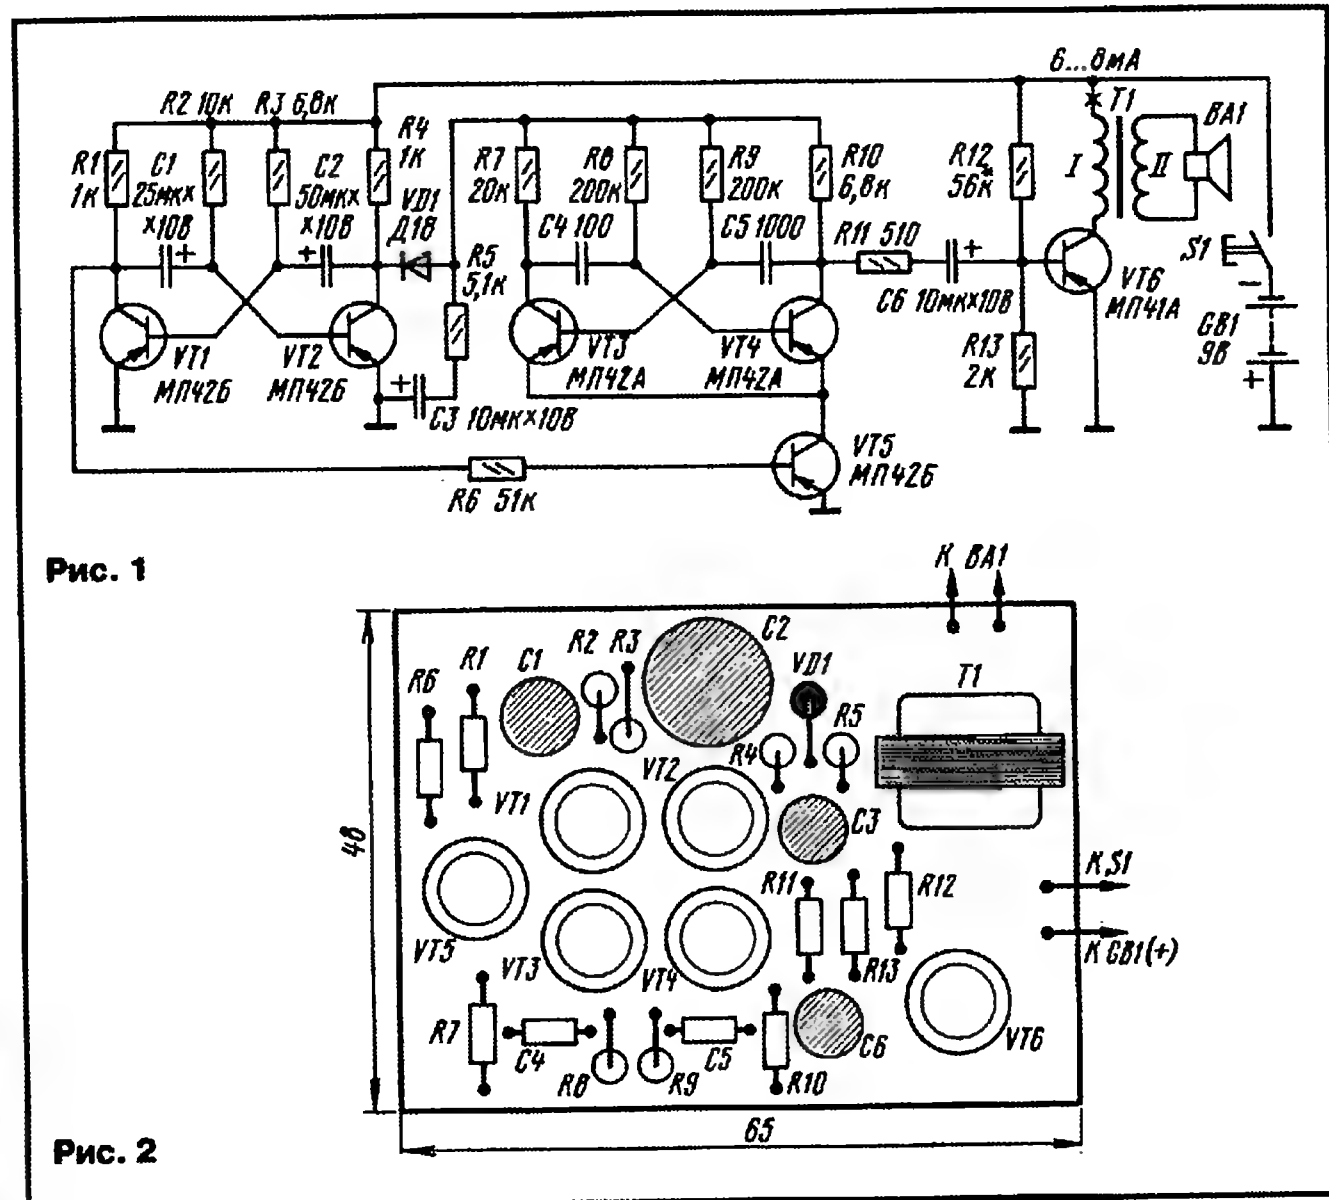 6...8мА
R2 10к R3 6,8к
R1
1к
C1
25мк×
×10В
C2
50мк×
×10В
R4
1к
VD1
Д18
R5
5,1к
R7
20к
R8
200к
R9
200к
R10
6,8к
C4 100
C5 1000
R11 510
C6 10мк×10В
R12*
56к
R13
2к
T1
I
II
BA1
S1
–
GB1
9В
+
VT6
МП41А
VT1
МП42Б
VT2
МП42Б
VT3
МП42А
VT4
МП42А
+
C3 10мк×10В
VT5
МП42Б
R6 51к
Рис. 1
К BA1
R6
R1
C1
R2
R3
C2
VD1
T1
R4
R5
VT1
VT2
C3
48
R11
R12
К S1
VT5
VT3
VT4
R13
К GB1(+)
R7
C4
R8
R9
C5
R10
C6
VT6
65
Рис. 2